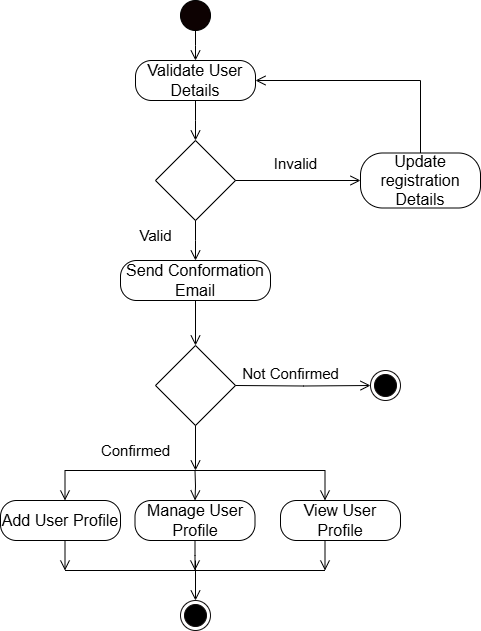 Validate User
Details
Invalid
Update
registration
Details
Valid
Send Conformation
Email
Not Confirmed
Confirmed
Add User Profile
Manage User
Profile
View User
Profile